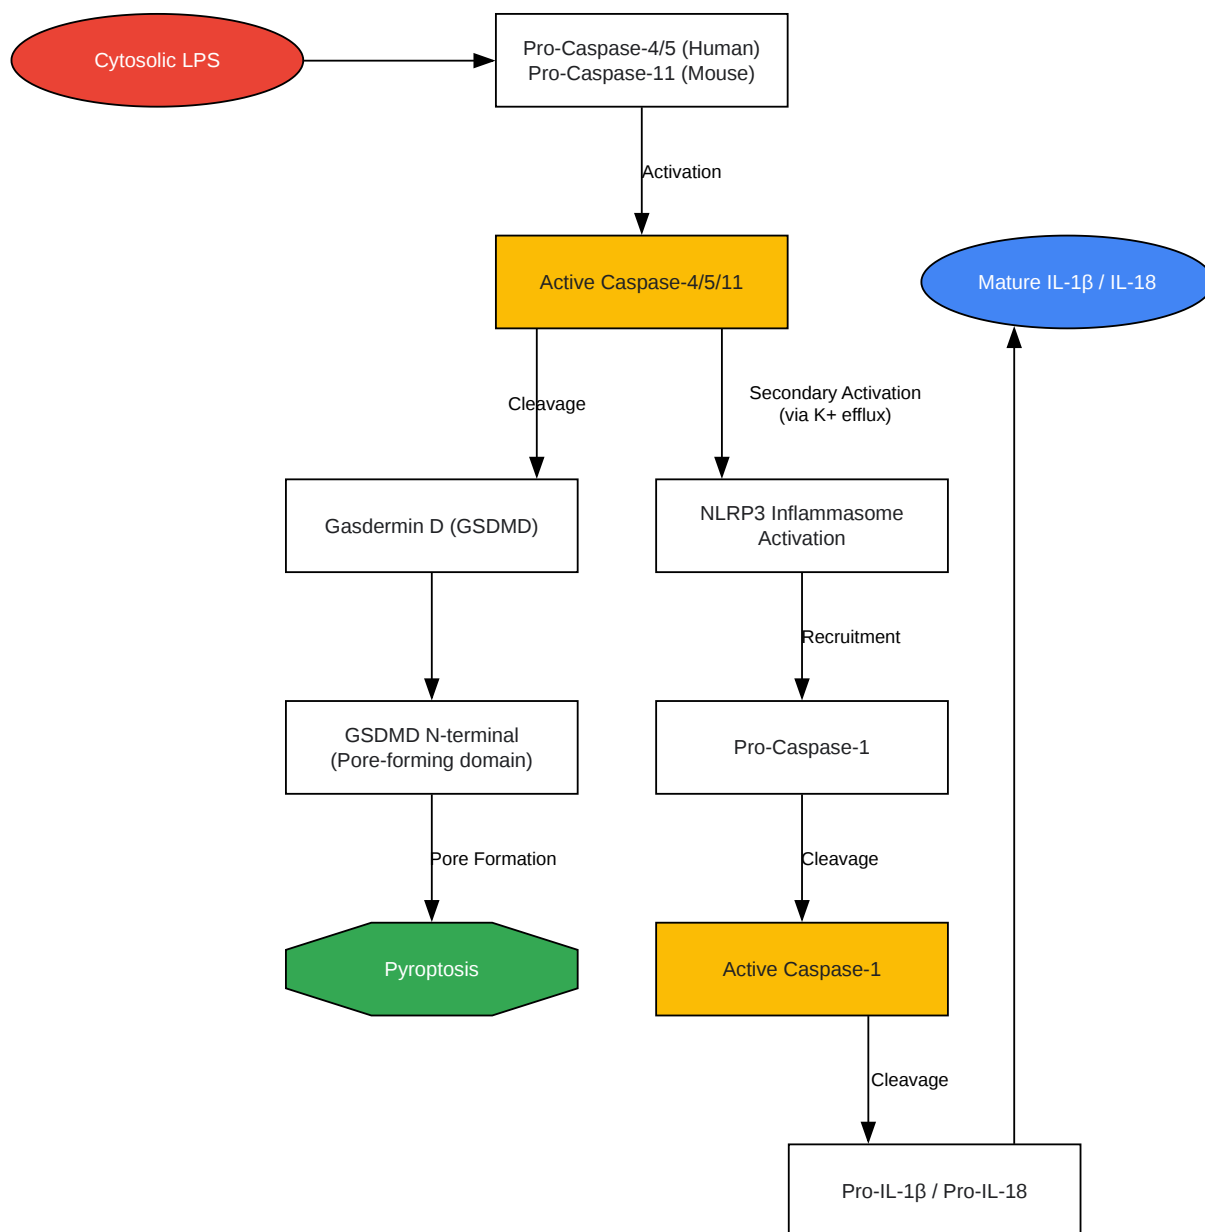 Cytosolic LPS
Pro-Caspase-4/5 (Human)
Pro-Caspase-11 (Mouse)
Activation
Active Caspase-4/5/11
Mature IL-1β / IL-18
Cleavage
Secondary Activation
(via K+ efflux)
Gasdermin D (GSDMD)
NLRP3 Inflammasome
Activation
Recruitment
GSDMD N-terminal
(Pore-forming domain)
Pro-Caspase-1
Pore Formation
Cleavage
Pyroptosis
Active Caspase-1
Cleavage
Pro-IL-1β / Pro-IL-18